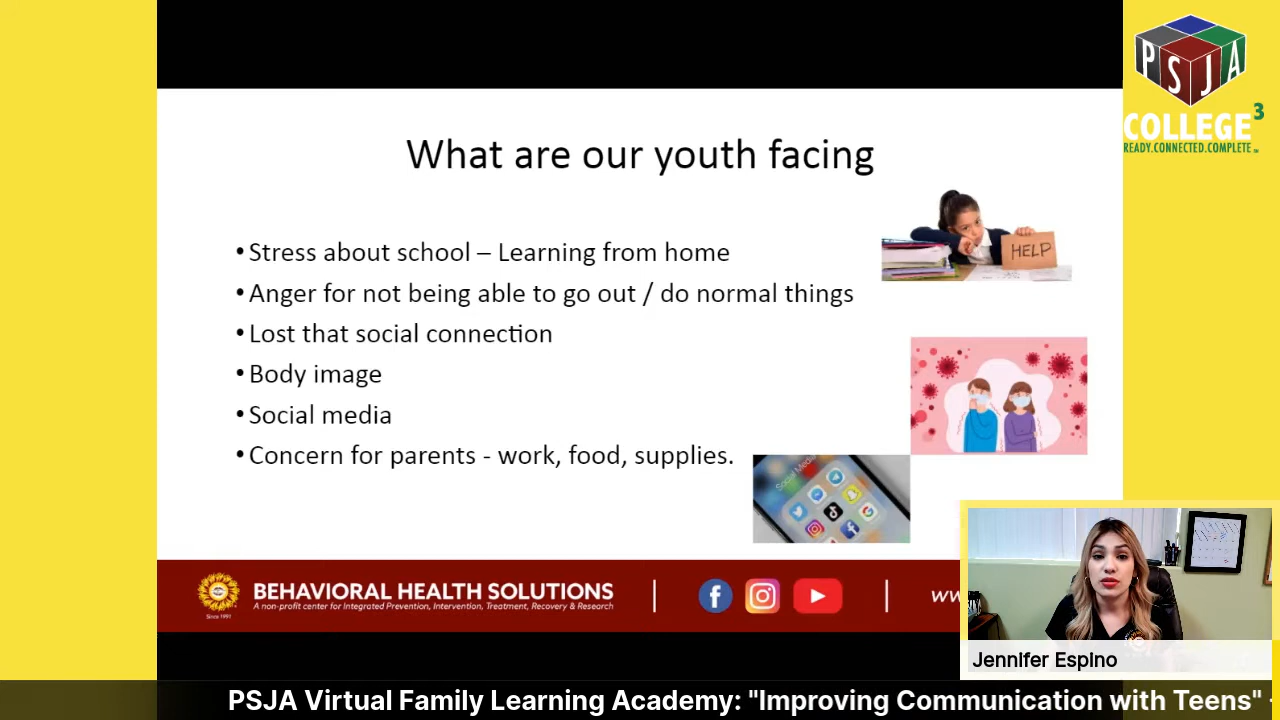 PSJA
COLLEGE³
READY.CONNECTED.COMPLETE
What are our youth facing
• Stress about school – Learning from home
• Anger for not being able to go out / do normal things
• Lost that social connection
• Body image
• Social media
• Concern for parents - work, food, supplies.
HELP
Social Media
BEHAVIORAL HEALTH SOLUTIONS
A non-profit center for Integrated Prevention, Intervention, Treatment, Recovery & Research
Since 1991
Jennifer Espino
PSJA Virtual Family Learning Academy: "Improving Communication with Teens"